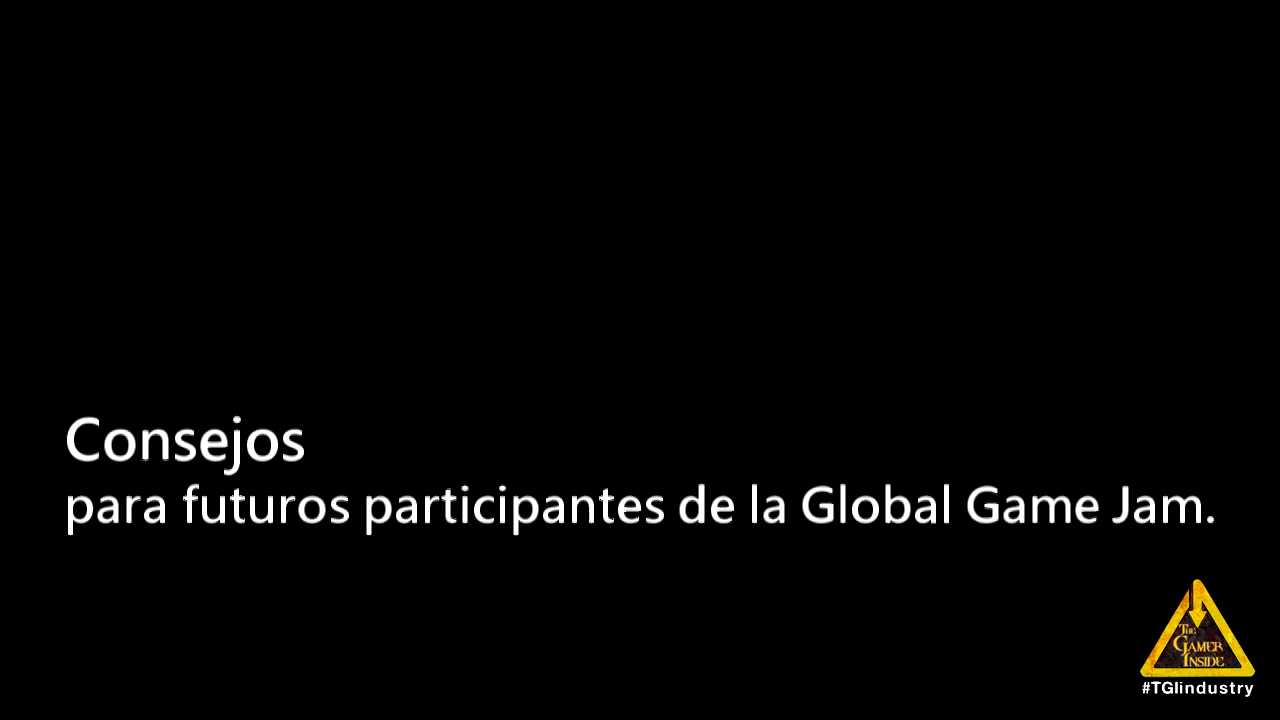 Consejos
para futuros participantes de la Global Game Jam.
THE
GAMER
INSIDE
#TGIindustry